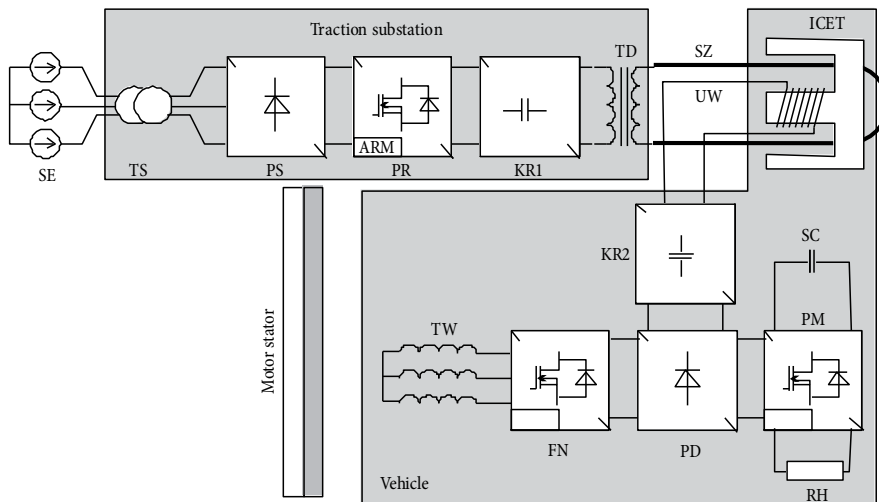 Traction substation
ICET
TD
SZ
UW
ARM
SE
TS
PS
PR
KR1
KR2
SC
PM
TW
Motor stator
FN
PD
RH
Vehicle